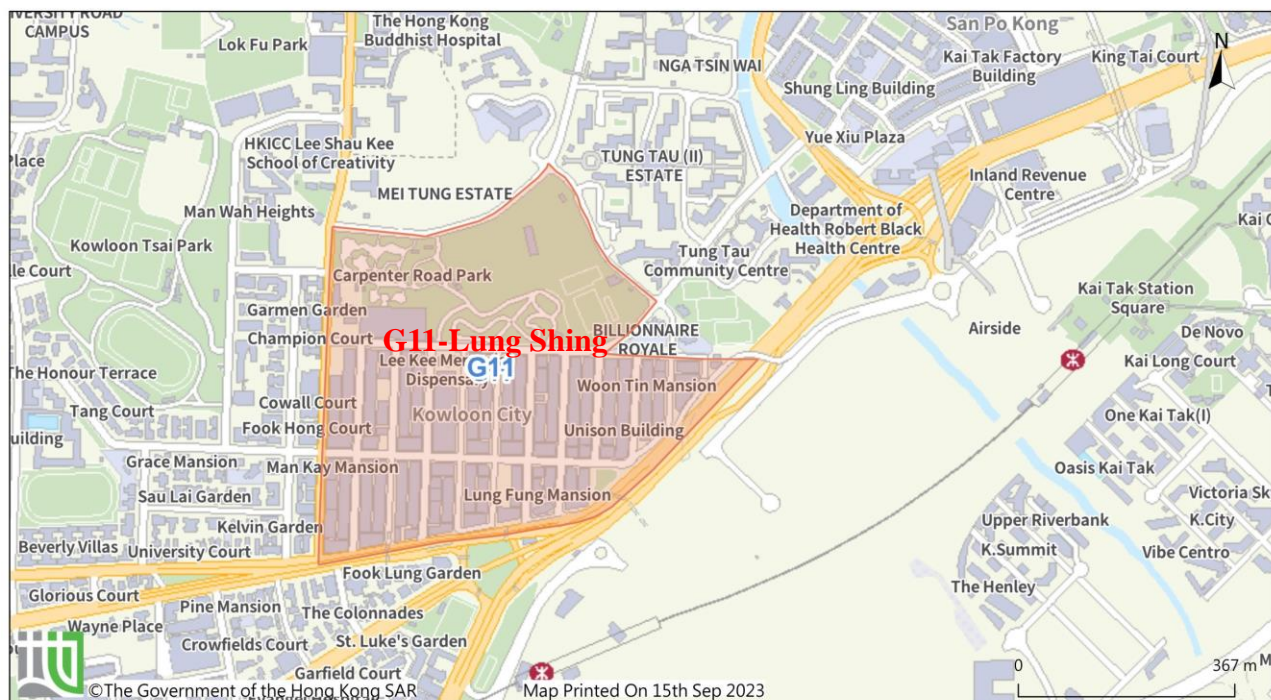 CAMPUS
Lok Fu Park
The Hong Kong
Buddhist Hospital
San Po Kong
N
NGA TSIN WAI
Kai Tak Factory
Building
King Tai Court
Shung Ling Building
Yue Xiu Plaza
HKICC Lee Shau Kee
School of Creativity
Place
MEI TUNG ESTATE
TUNG TAU (II)
ESTATE
Inland Revenue
Centre
Man Wah Heights
Department of
Health Robert Black
Health Centre
Kowloon Tsai Park
Tung Tau
Community Centre
Carpenter Road Park
Kai Tak Station
Square
Garmen Garden
Champion Court
BILLIONNAIRE
ROYALE
Airside
De Novo
Kai Long Court
G11-Lung Shing
G11
Lee Kee Mem
Dispensary
Woon Tin Mansion
The Honour Terrace
Tang Court
Cowall Court
Kowloon City
One Kai Tak(I)
Fook Hong Court
Unison Building
Grace Mansion
Man Kay Mansion
Oasis Kai Tak
Sau Lai Garden
Lung Fung Mansion
Victoria Sk
K.City
Kelvin Garden
Upper Riverbank
Beverly Villas
University Court
K.Summit
Vibe Centro
Fook Lung Garden
The Henley
Glorious Court
Pine Mansion
The Colonnades
Wayne Place
Crowfields Court
St. Luke's Garden
Garfield Court
0
367 m
©The Government of the Hong Kong SAR
Map Printed On 15th Sep 2023